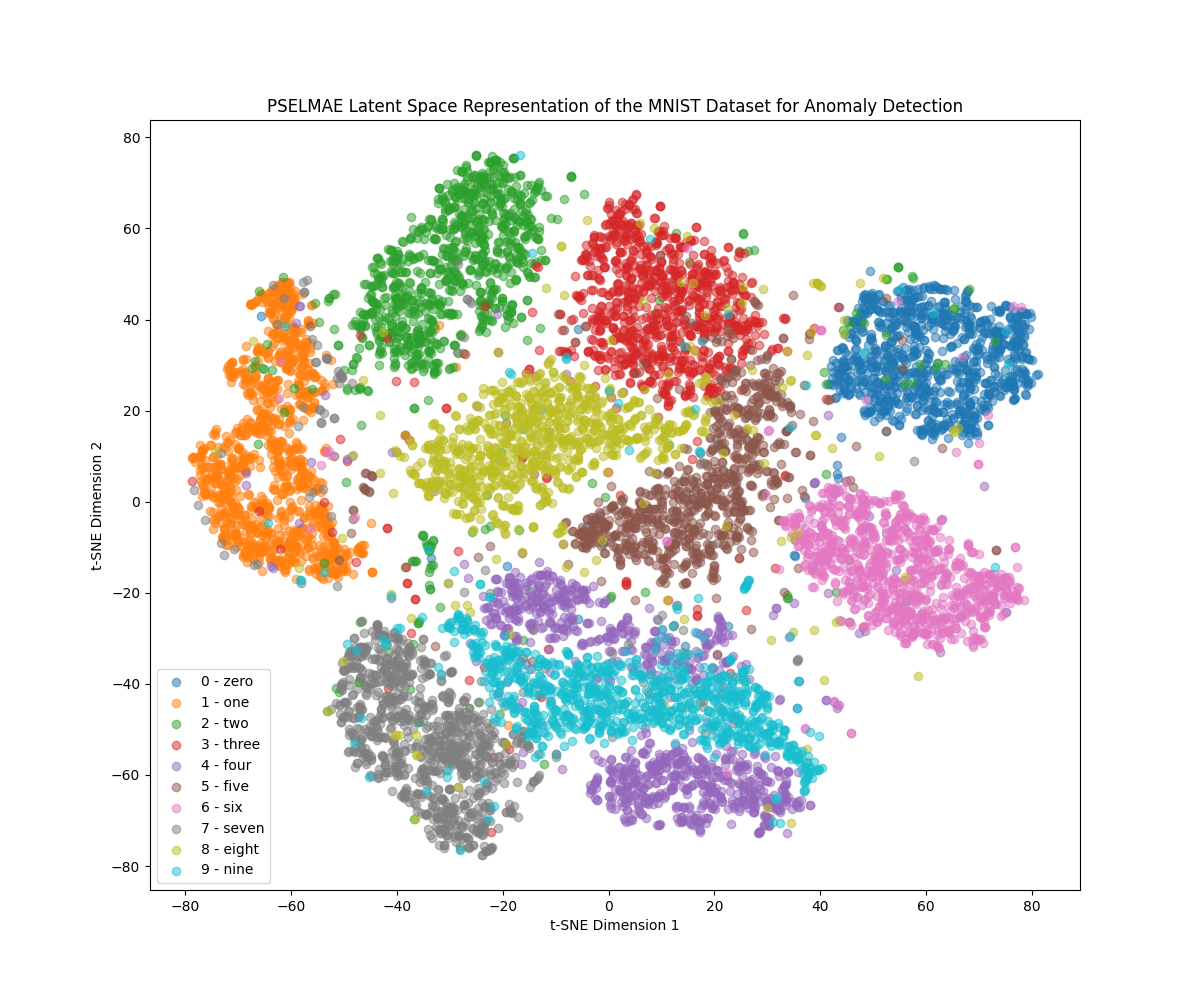 PSELMAE Latent Space Representation of the MNIST Dataset for Anomaly Detection
80
60
40
20
0
−20
−40
−60
−80
t-SNE Dimension 2
0 - zero
1 - one
2 - two
3 - three
4 - four
5 - five
6 - six
7 - seven
8 - eight
9 - nine
−80 −60 −40 −20 0 20 40 60 80
t-SNE Dimension 1